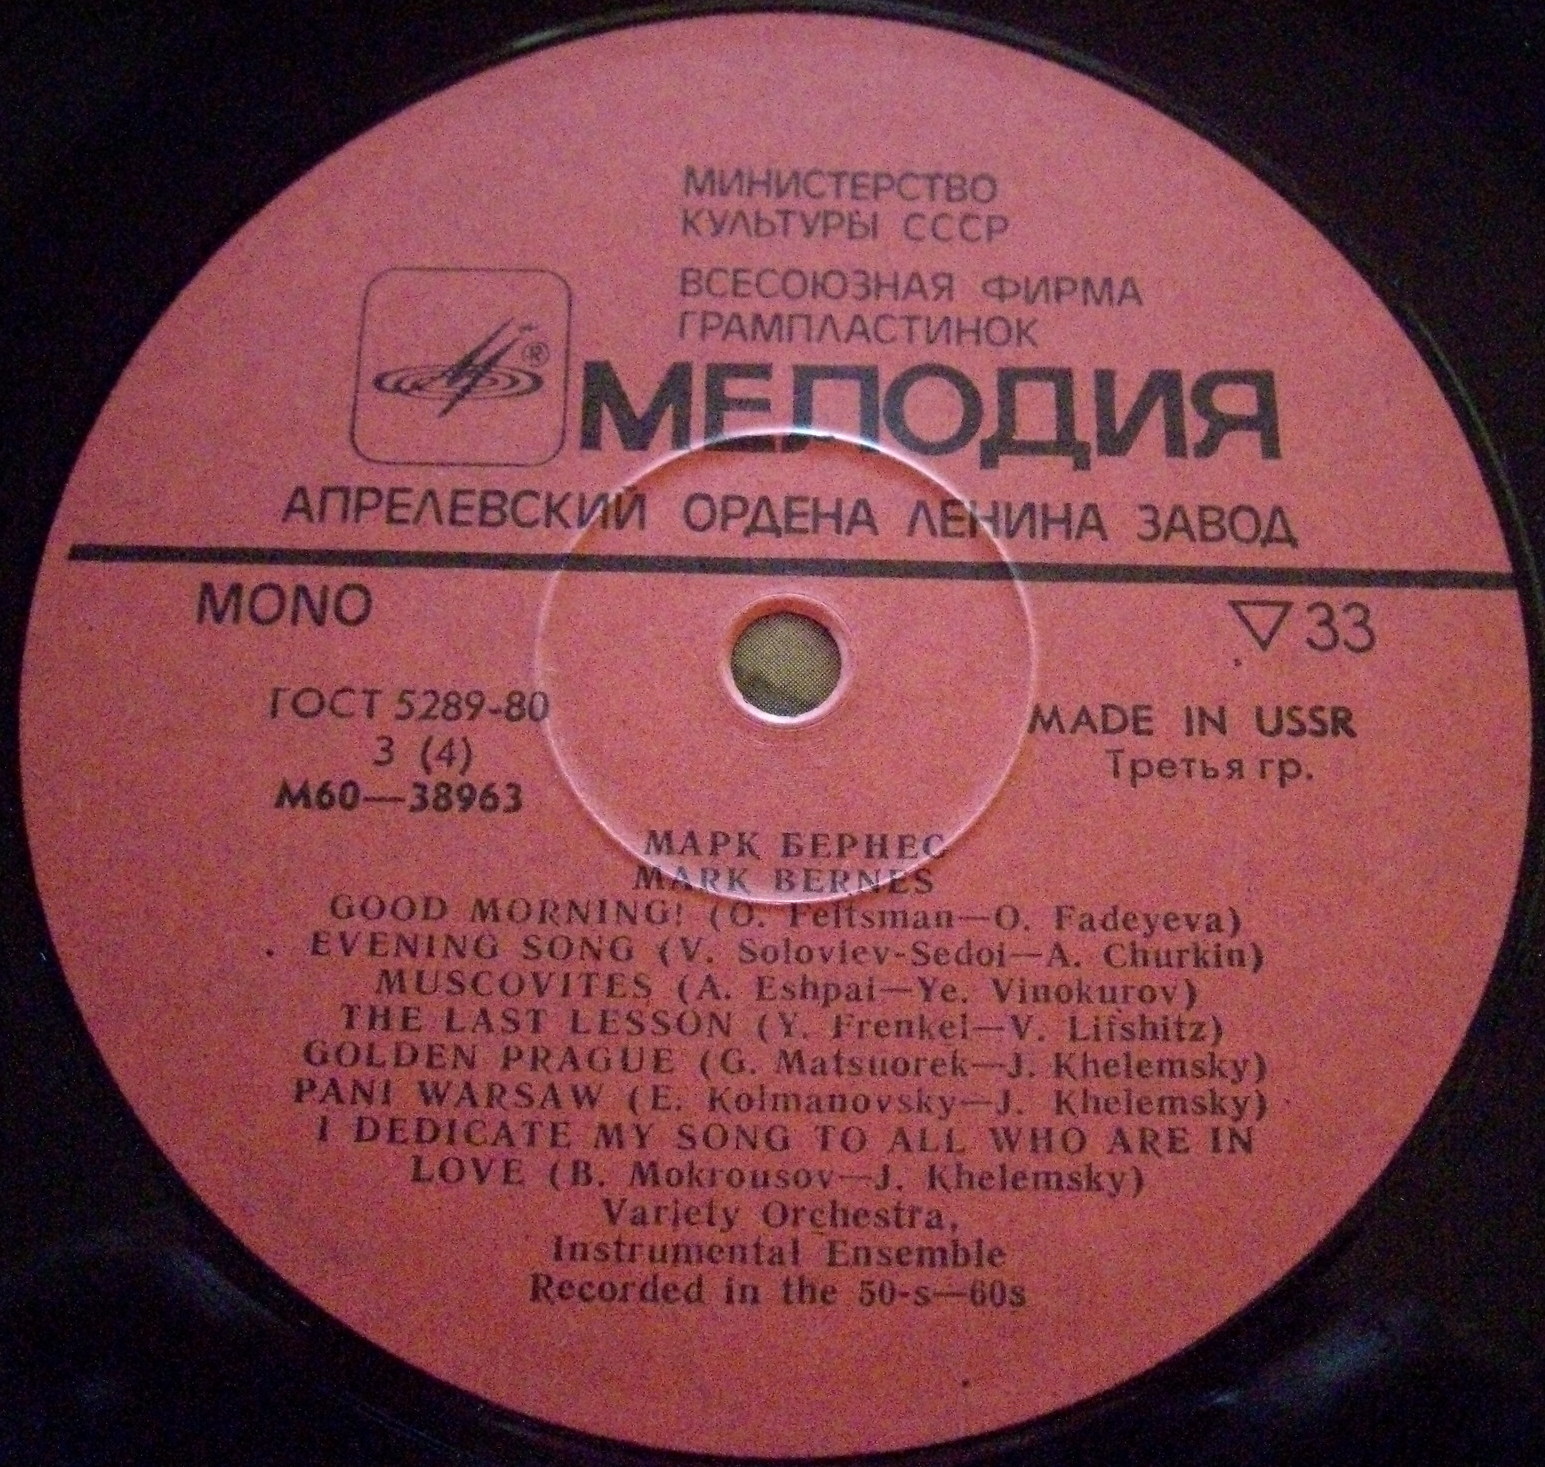 МИНИСТЕРСТВО
КУЛЬТУРЫ СССР
ВСЕСОЮЗНАЯ ФИРМА
ГРАМПЛАСТИНОК
®
МЕЛОДИЯ
АПРЕЛЕВСКИЙ ОРДЕНА ЛЕНИНА ЗАВОД
MONO
▽ 33
ГОСТ 5289-80
3 (4)
М60—38963
MADE IN USSR
Третья гр.
МАРК БЕРНЕС
MARK BERNES
GOOD MORNING! (O. Feltsman—O. Fadeyeva)
EVENING SONG (V. Soloviev-Sedoi—A. Churkin)
MUSCOVITES (A. Eshpai—Ye. Vinokurov)
THE LAST LESSON (Y. Frenkel—V. Lifshitz)
GOLDEN PRAGUE (G. Matsuorek—J. Khelemsky)
PANI WARSAW (E. Kolmanovsky—J. Khelemsky)
I DEDICATE MY SONG TO ALL WHO ARE IN
LOVE (B. Mokrousov—J. Khelemsky)
Variety Orchestra,
Instrumental Ensemble
Recorded in the 50-s—60s